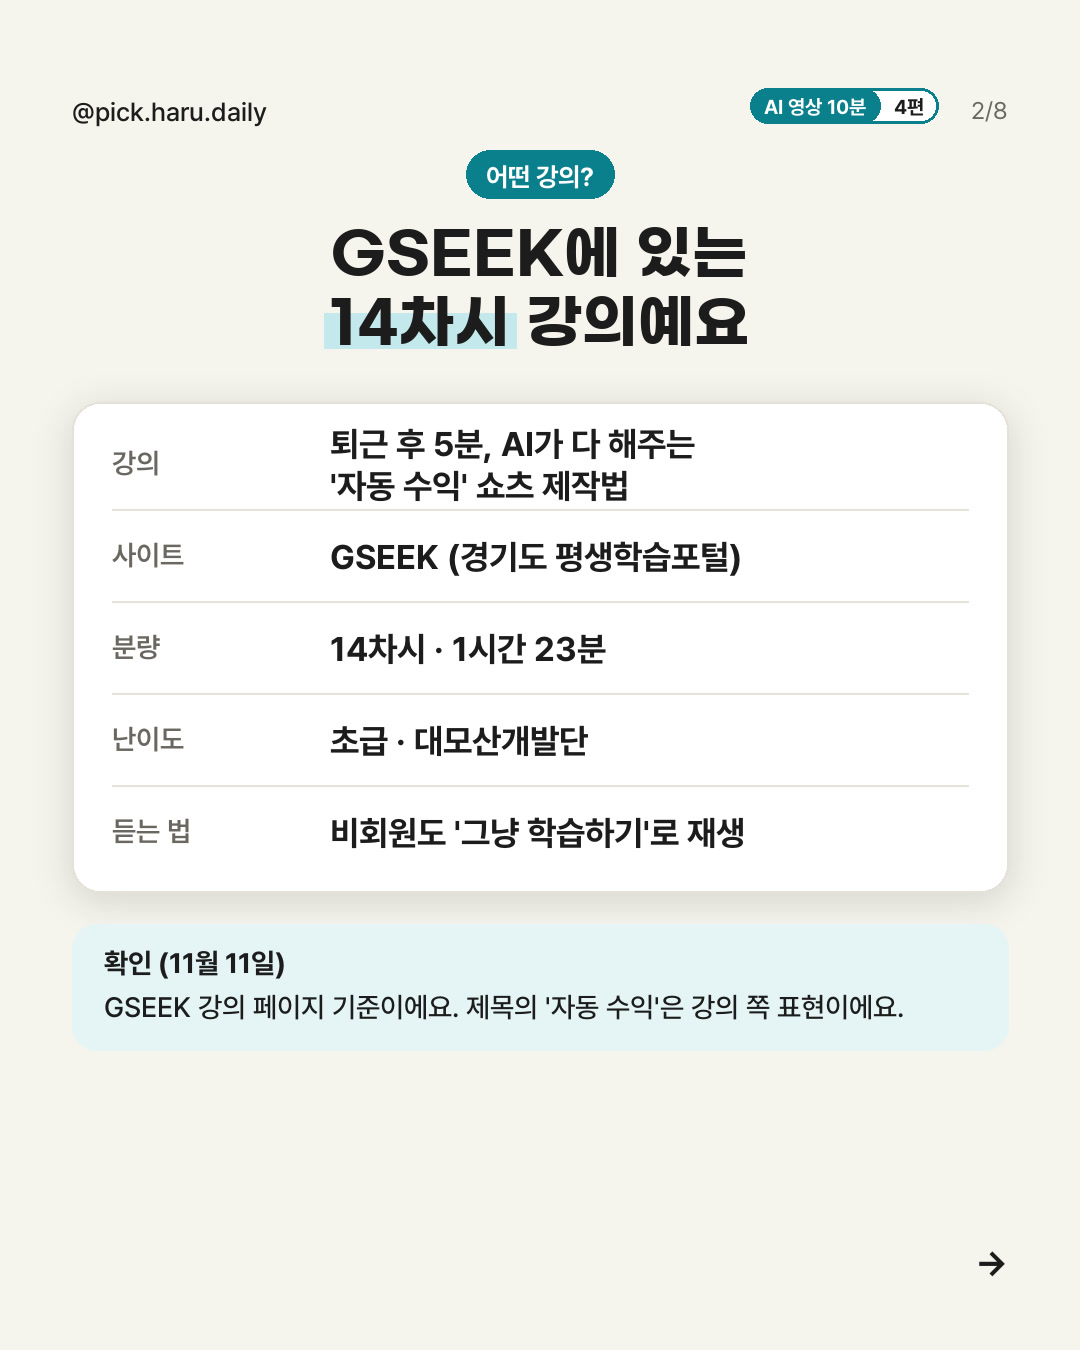 @pick.haru.daily
AI 영상 10분 4편 2/8
어떤 강의?
GSEEK에 있는
14차시 강의예요
강의 퇴근 후 5분, AI가 다 해주는
'자동 수익' 쇼츠 제작법
사이트 GSEEK (경기도 평생학습포털)
분량 14차시 · 1시간 23분
난이도 초급 · 대모산개발단
듣는 법 비회원도 '그냥 학습하기'로 재생
확인 (11월 11일)
GSEEK 강의 페이지 기준이에요. 제목의 '자동 수익'은 강의 쪽 표현이에요.
→